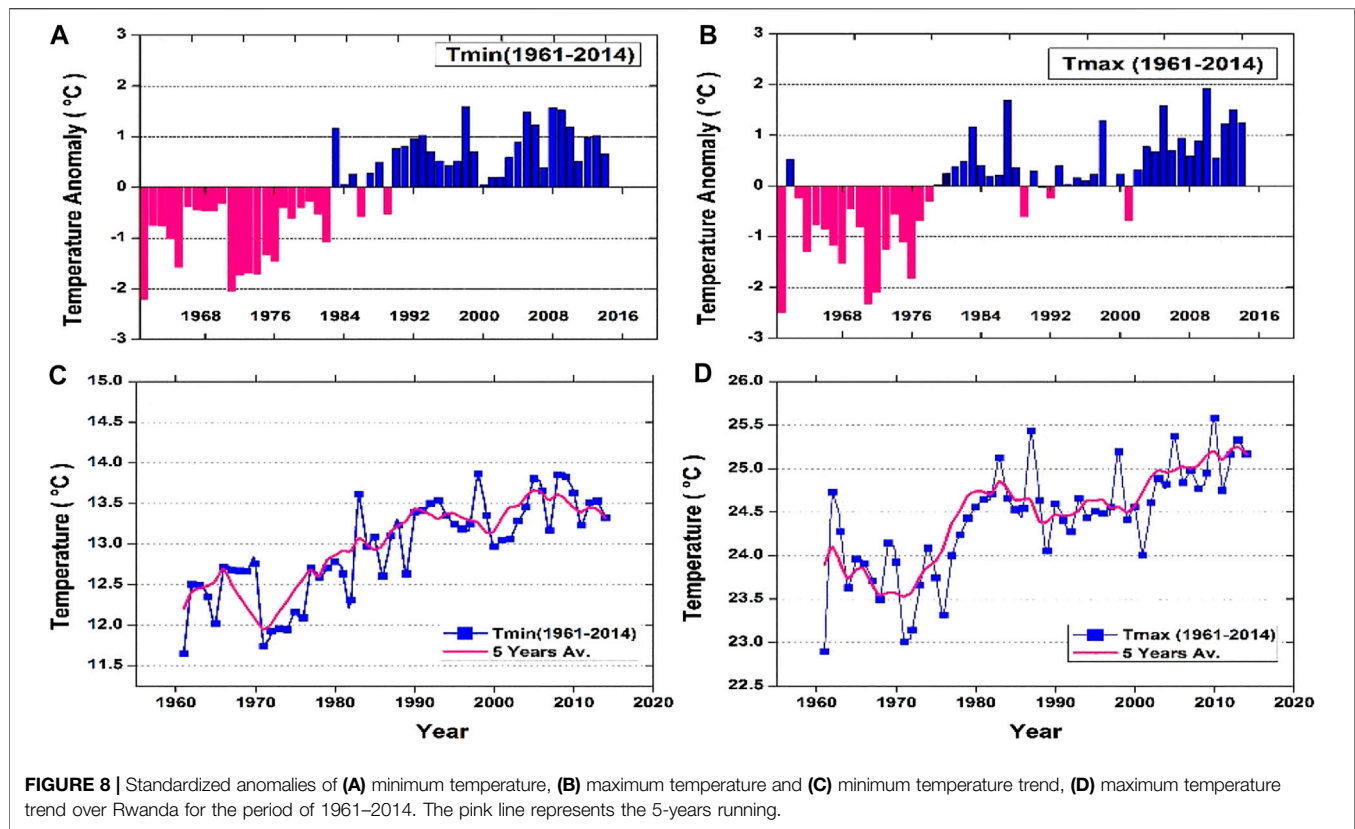 A
Tmin(1961-2014)
Temperature Anomaly ( °C)
3
2
1
0
-1
-2
-3
1968 1976 1984 1992 2000 2008 2016
B
Tmax (1961-2014)
Temperature Anomaly ( °C)
3
2
1
0
-1
-2
-3
1968 1976 1984 1992 2000 2008 2016
C
Temperature ( °C)
15.0
14.5
14.0
13.5
13.0
12.5
12.0
11.5
Tmin(1961-2014)
5 Years Av.
1960 1970 1980 1990 2000 2010 2020
Year
D
Temperature ( °C)
26.0
25.5
25.0
24.5
24.0
23.5
23.0
22.5
Tmax (1961-2014)
5 Years Av.
1960 1970 1980 1990 2000 2010 2020
Year
FIGURE 8 | Standardized anomalies of (A) minimum temperature, (B) maximum temperature and (C) minimum temperature trend, (D) maximum temperature
trend over Rwanda for the period of 1961–2014. The pink line represents the 5-years running.